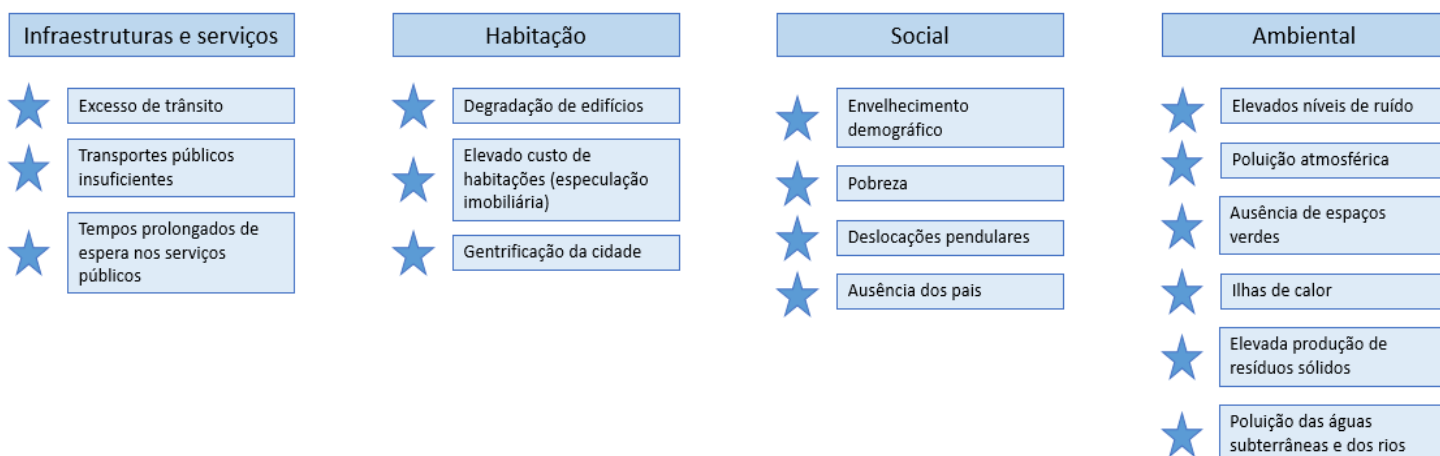 Infraestruturas e serviços
Excesso de trânsito
Transportes públicos
insuficientes
Tempos prolongados de
espera nos serviços
públicos
Habitação
Degradação de edifícios
Elevado custo de
habitações (especulação
imobiliária)
Gentrificação da cidade
Social
Envelhecimento
demográfico
Pobreza
Deslocações pendulares
Ausência dos pais
Ambiental
Elevados níveis de ruído
Poluição atmosférica
Ausência de espaços
verdes
Ilhas de calor
Elevada produção de
resíduos sólidos
Poluição das águas
subterrâneas e dos rios